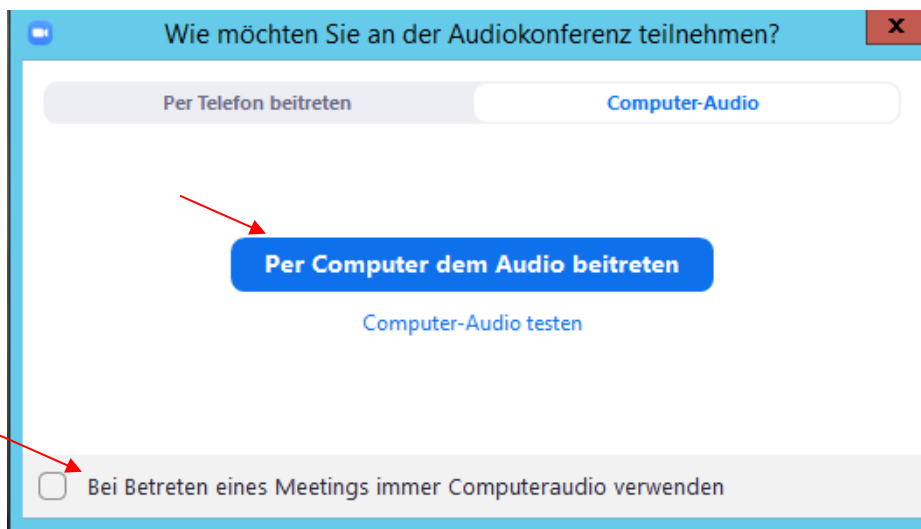 Wie möchten Sie an der Audiokonferenz teilnehmen?
x
Per Telefon beitreten
Computer-Audio
Per Computer dem Audio beitreten
Computer-Audio testen
Bei Betreten eines Meetings immer Computeraudio verwenden